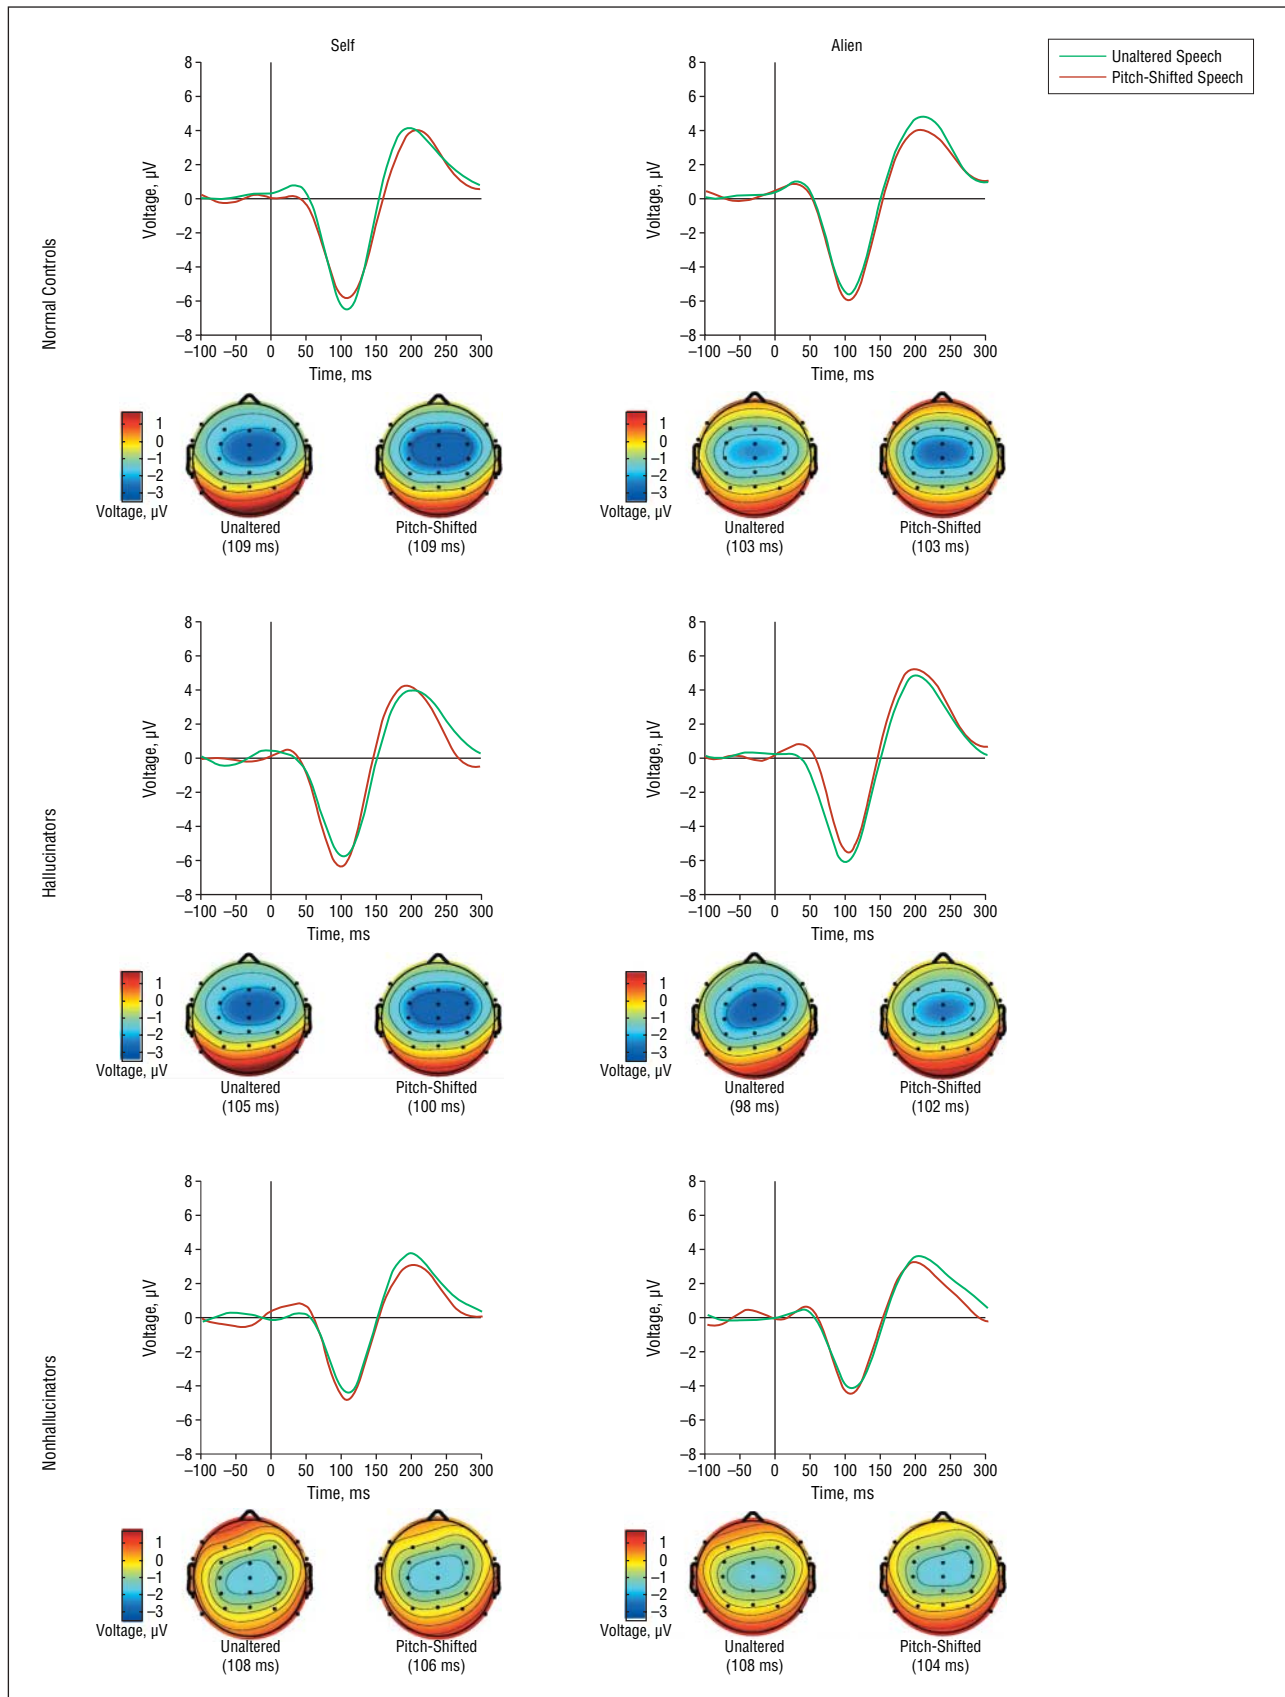 Self
Alien
Unaltered Speech
Pitch-Shifted Speech
Normal Controls
8
6
4
2
0
–2
–4
–6
–8
Voltage, µV
–100 –50 0 50 100 150 200 250 300
Time, ms
8
6
4
2
0
–2
–4
–6
–8
Voltage, µV
–100 –50 0 50 100 150 200 250 300
Time, ms
1
0
–1
–2
–3
Voltage, µV
Unaltered
(109 ms)
Pitch-Shifted
(109 ms)
1
0
–1
–2
–3
Voltage, µV
Unaltered
(103 ms)
Pitch-Shifted
(103 ms)
Hallucinators
8
6
4
2
0
–2
–4
–6
–8
Voltage, µV
–100 –50 0 50 100 150 200 250 300
Time, ms
8
6
4
2
0
–2
–4
–6
–8
Voltage, µV
–100 –50 0 50 100 150 200 250 300
Time, ms
1
0
–1
–2
–3
Voltage, µV
Unaltered
(105 ms)
Pitch-Shifted
(100 ms)
1
0
–1
–2
–3
Voltage, µV
Unaltered
(98 ms)
Pitch-Shifted
(102 ms)
Nonhallucinators
8
6
4
2
0
–2
–4
–6
–8
Voltage, µV
–100 –50 0 50 100 150 200 250 300
Time, ms
8
6
4
2
0
–2
–4
–6
–8
Voltage, µV
–100 –50 0 50 100 150 200 250 300
Time, ms
1
0
–1
–2
–3
Voltage, µV
Unaltered
(108 ms)
Pitch-Shifted
(106 ms)
1
0
–1
–2
–3
Voltage, µV
Unaltered
(108 ms)
Pitch-Shifted
(104 ms)